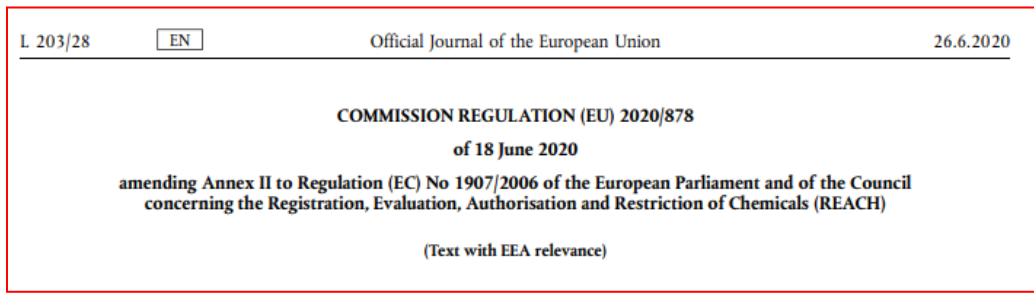 L 203/28 EN Official Journal of the European Union 26.6.2020
COMMISSION REGULATION (EU) 2020/878
of 18 June 2020
amending Annex II to Regulation (EC) No 1907/2006 of the European Parliament and of the Council
concerning the Registration, Evaluation, Authorisation and Restriction of Chemicals (REACH)
(Text with EEA relevance)